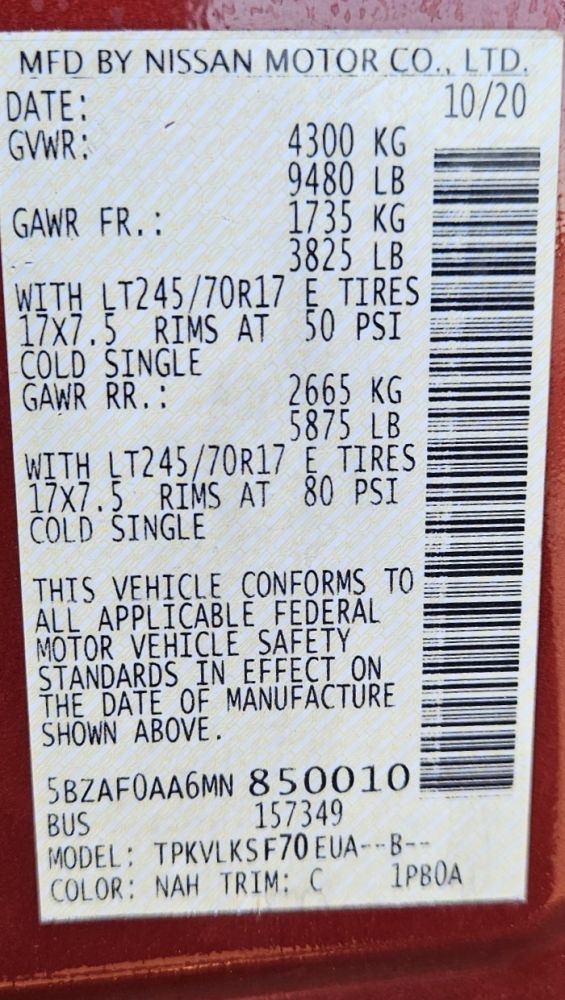 MFD BY NISSAN MOTOR CO., LTD.
DATE: 10/20
GVWR: 4300 KG
9480 LB
GAWR FR.: 1735 KG
3825 LB
WITH LT245/70R17 E TIRES
17X7.5 RIMS AT 50 PSI
COLD SINGLE
GAWR RR.: 2665 KG
5875 LB
WITH LT245/70R17 E TIRES
17X7.5 RIMS AT 80 PSI
COLD SINGLE
THIS VEHICLE CONFORMS TO
ALL APPLICABLE FEDERAL
MOTOR VEHICLE SAFETY
STANDARDS IN EFFECT ON
THE DATE OF MANUFACTURE
SHOWN ABOVE.
5BZAF0AA6MN 850010
BUS 157349
MODEL: TPKVLKSF70EUA--B--
COLOR: NAH TRIM: C 1PB0A